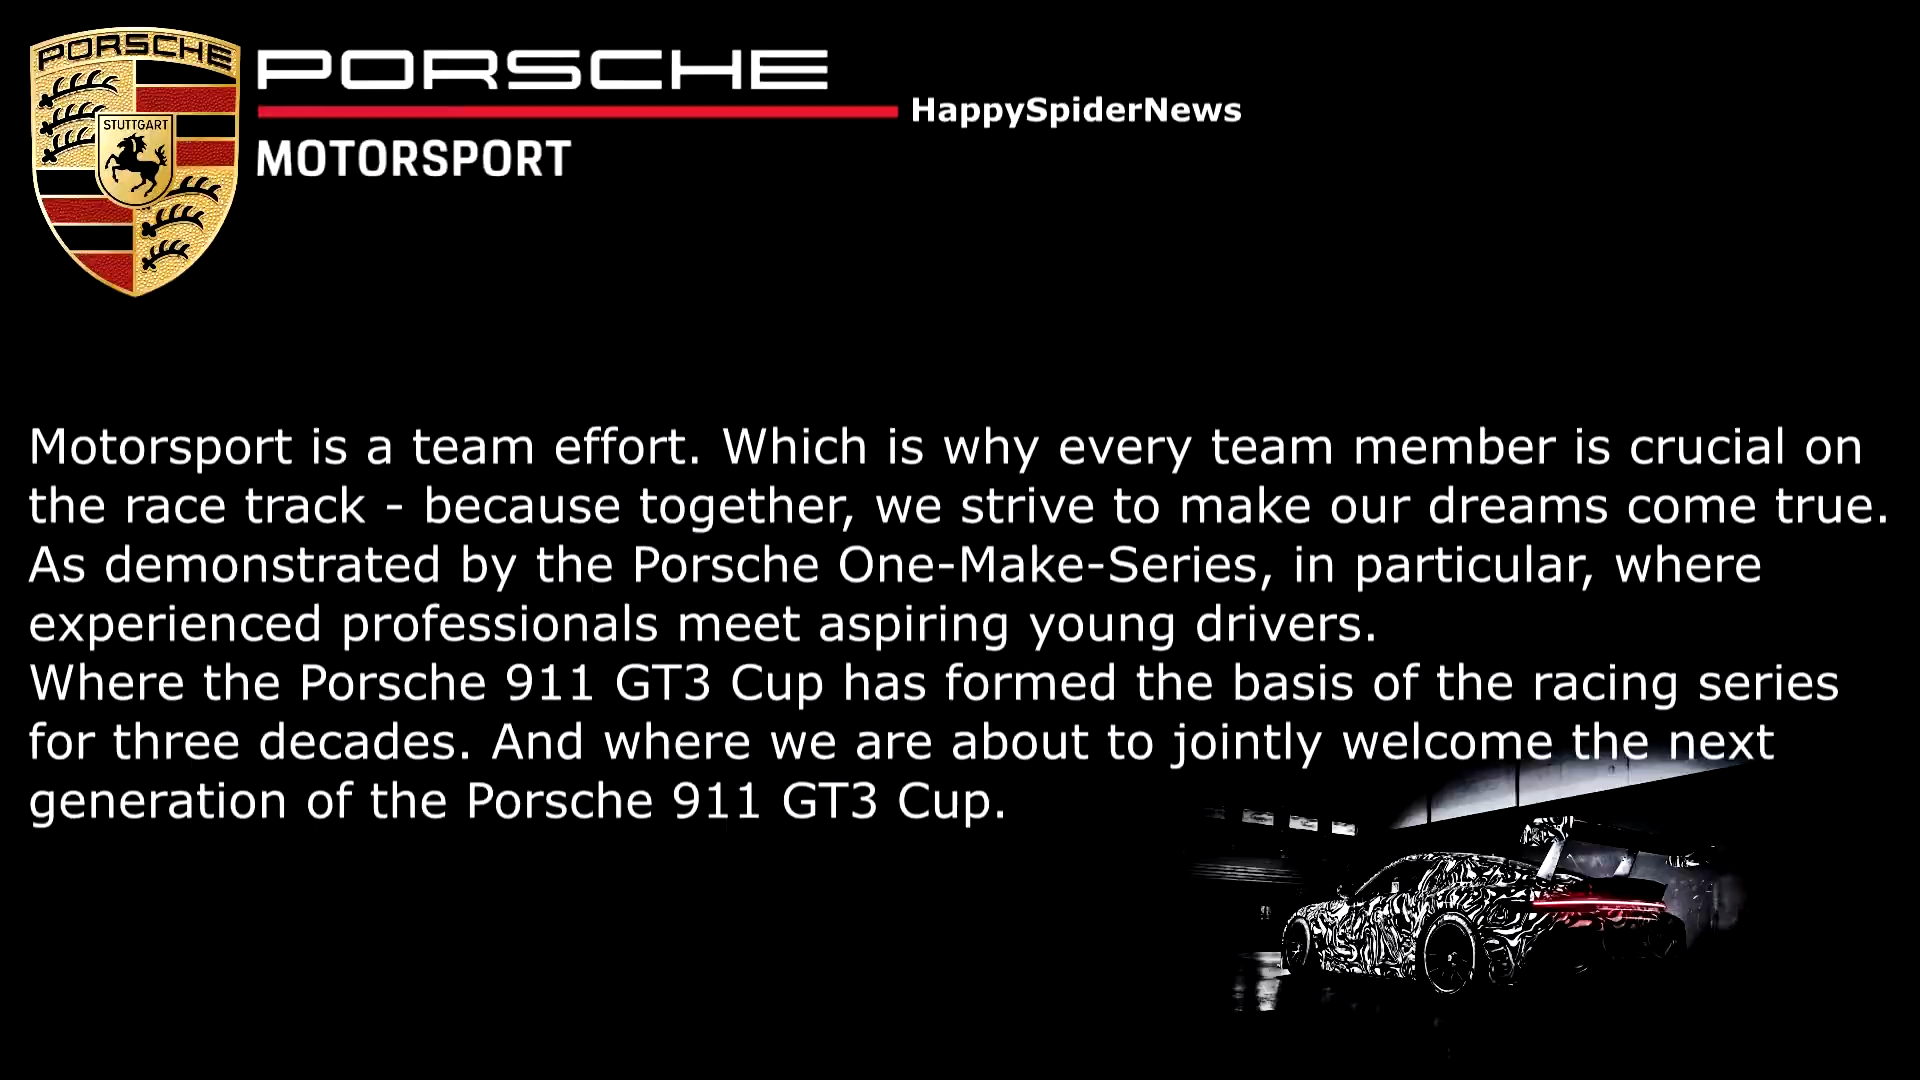 PORSCHE
STUTTGART
PORSCHE
HappySpiderNews
MOTORSPORT
Motorsport is a team effort. Which is why every team member is crucial on
the race track - because together, we strive to make our dreams come true.
As demonstrated by the Porsche One-Make-Series, in particular, where
experienced professionals meet aspiring young drivers.
Where the Porsche 911 GT3 Cup has formed the basis of the racing series
for three decades. And where we are about to jointly welcome the next
generation of the Porsche 911 GT3 Cup.